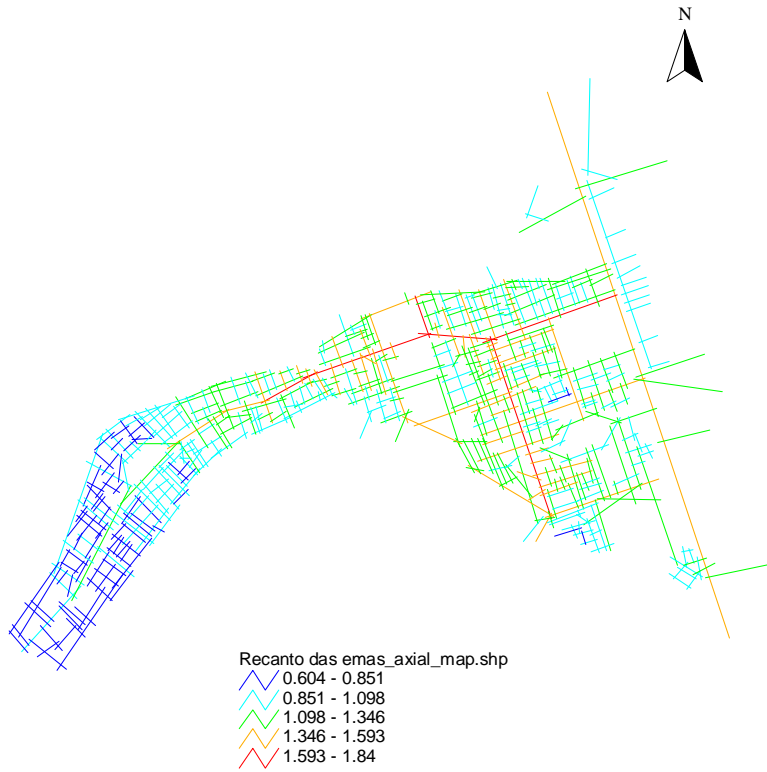 N
Recanto das emas_axial_map.shp
0.604 - 0.851
0.851 - 1.098
1.098 - 1.346
1.346 - 1.593
1.593 - 1.84